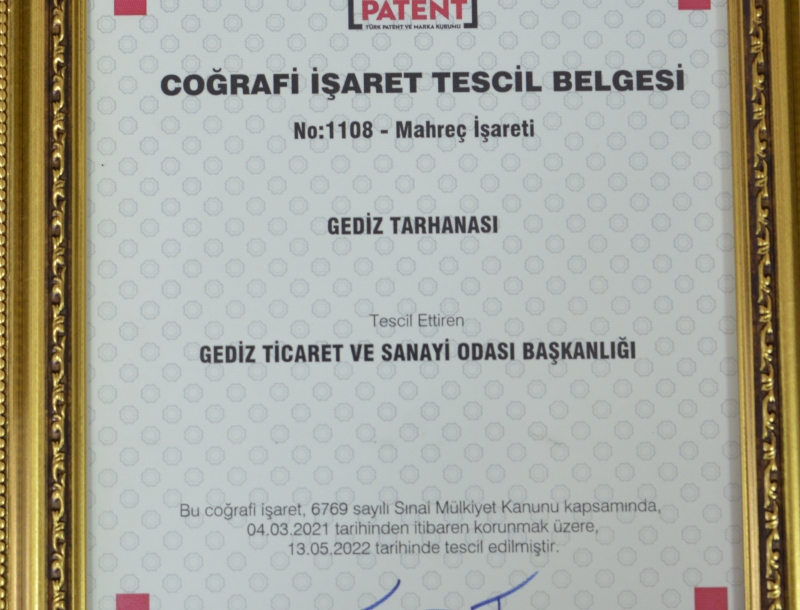 PATENT
TÜRK PATENT VE MARKA KURUMU
COĞRAFİ İŞARET TESCİL BELGESİ
No:1108 - Mahreç İşareti
GEDİZ TARHANASI
Tescil Ettiren
GEDİZ TİCARET VE SANAYİ ODASI BAŞKANLIĞI
Bu coğrafi işaret, 6769 sayılı Sınai Mülkiyet Kanunu kapsamında,
04.03.2021 tarihinden itibaren korunmak üzere,
13.05.2022 tarihinde tescil edilmiştir.